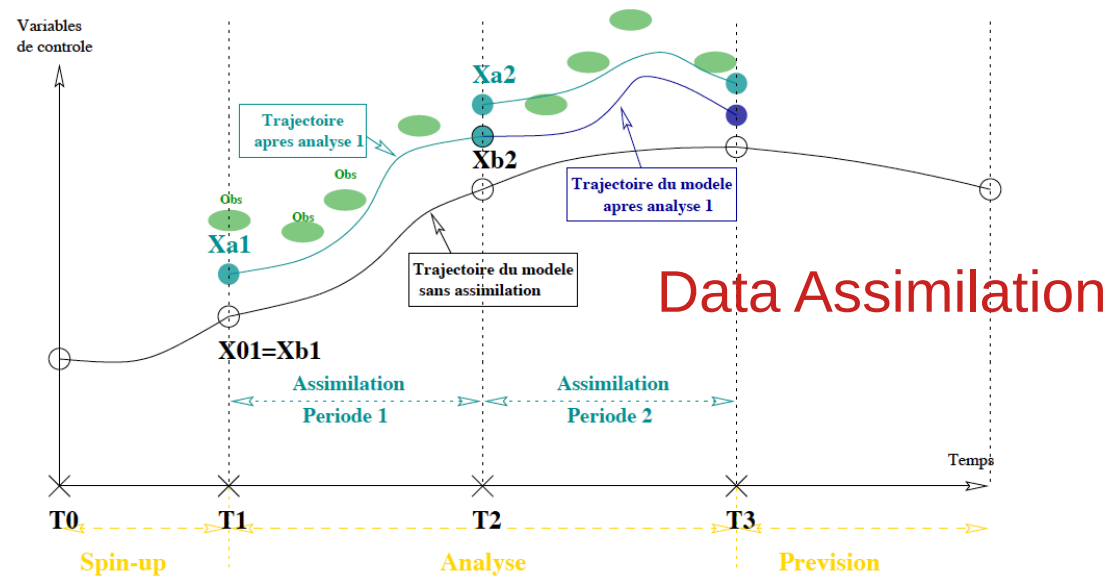 Variables
de controle
Xa2
Trajectoire
apres analyse 1
Obs
Xb2
Obs
Obs
Trajectoire du modele
apres analyse 1
Xa1
Trajectoire du modele
sans assimilation
Data Assimilation
X01=Xb1
Assimilation
Periode 1
Assimilation
Periode 2
Temps
T0
T1
T2
T3
Spin-up
Analyse
Prevision